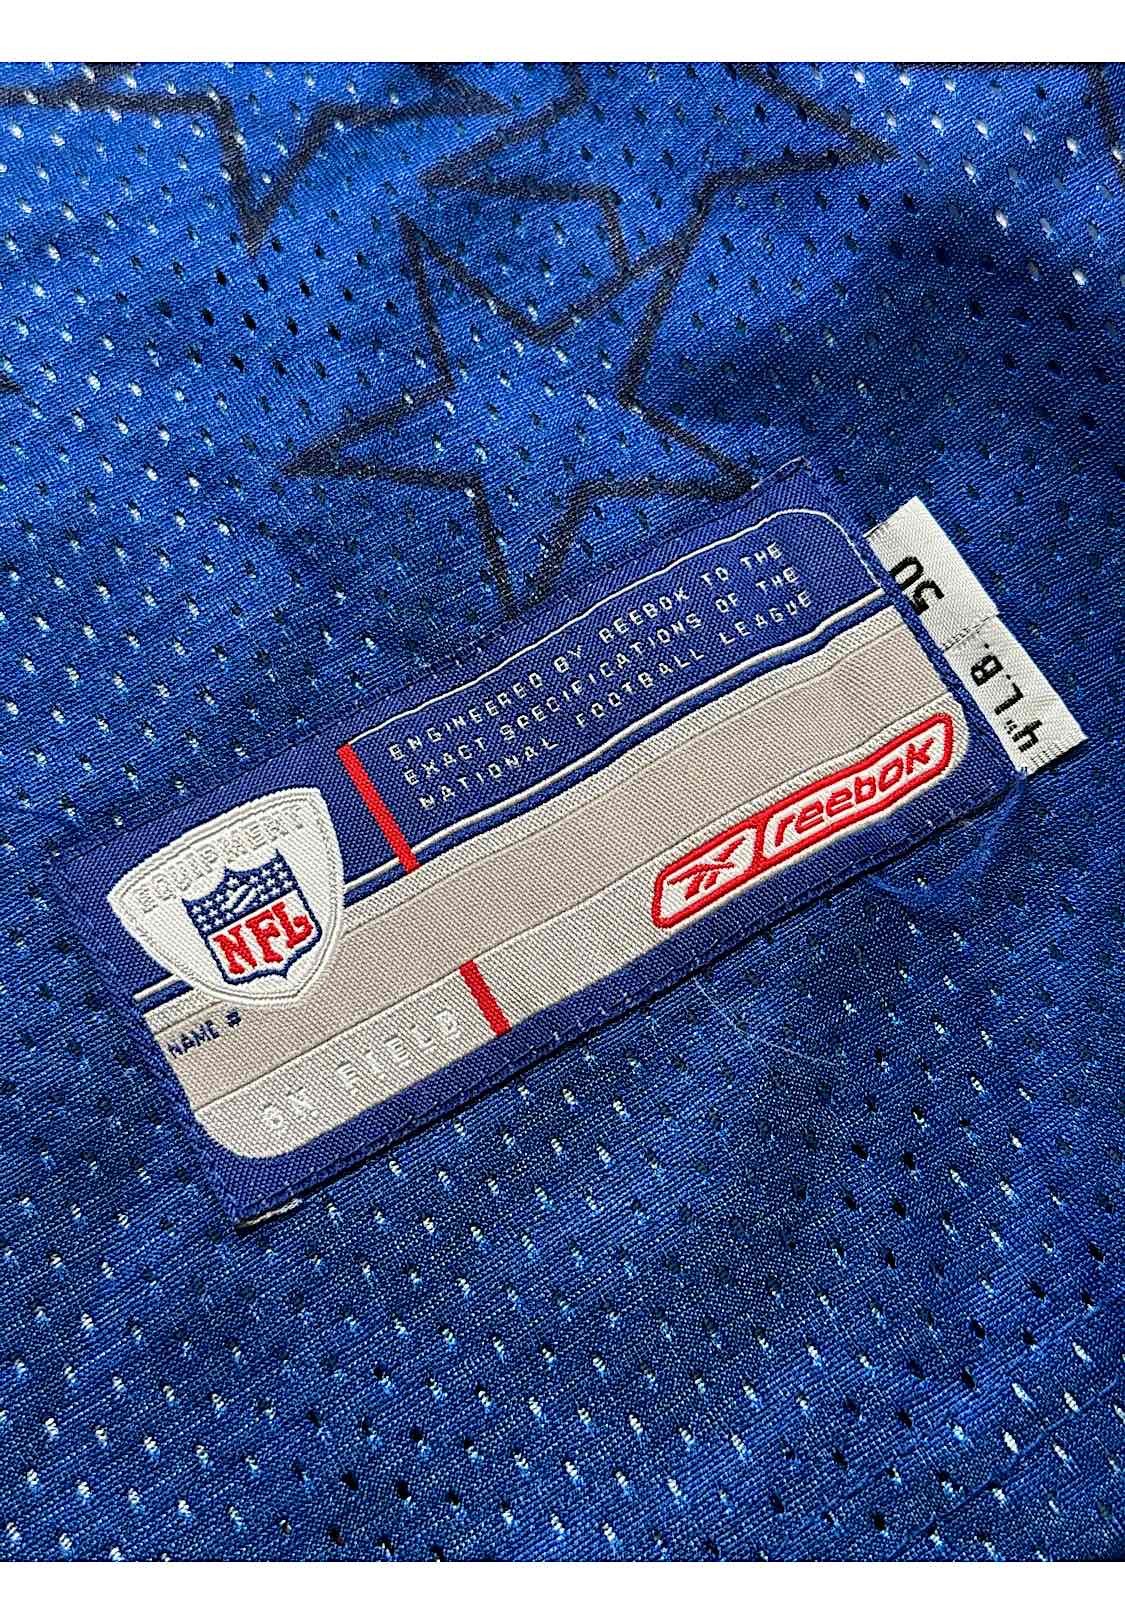 ENGINEERED BY REEBOK TO THE
EXACT SPECIFICATIONS OF THE
NATIONAL FOOTBALL LEAGUE
50
4" L.B.
EQUIPMENT
NFL
reebok
NAME #
ON FIELD